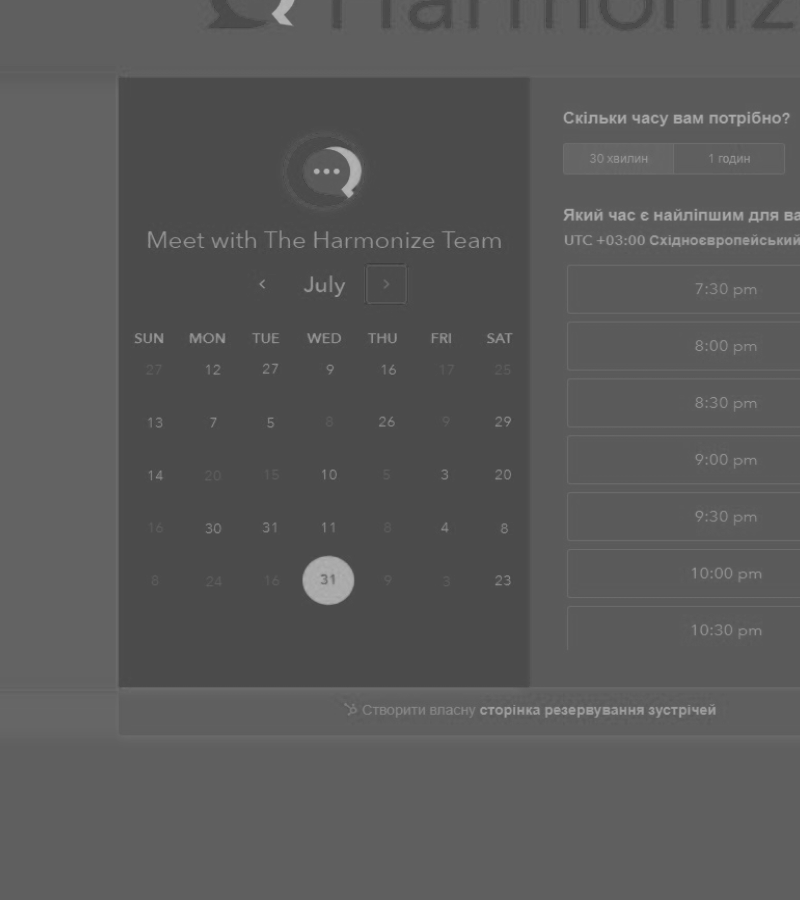 Harmoniz
Meet with The Harmonize Team
July
SUN MON TUE WED THU FRI SAT
27 12 27 9 16 17 25
13 7 5 8 26 9 29
14 20 15 10 5 3 20
16 30 31 11 8 4 8
8 24 16 31 9 3 23
Скільки часу вам потрібно?
30 хвилин 1 годин
Який час є найліпшим для ва
UTC +03:00 Східноєвропейський
7:30 pm
8:00 pm
8:30 pm
9:00 pm
9:30 pm
10:00 pm
10:30 pm
Створити власну сторінка резервування зустрічей